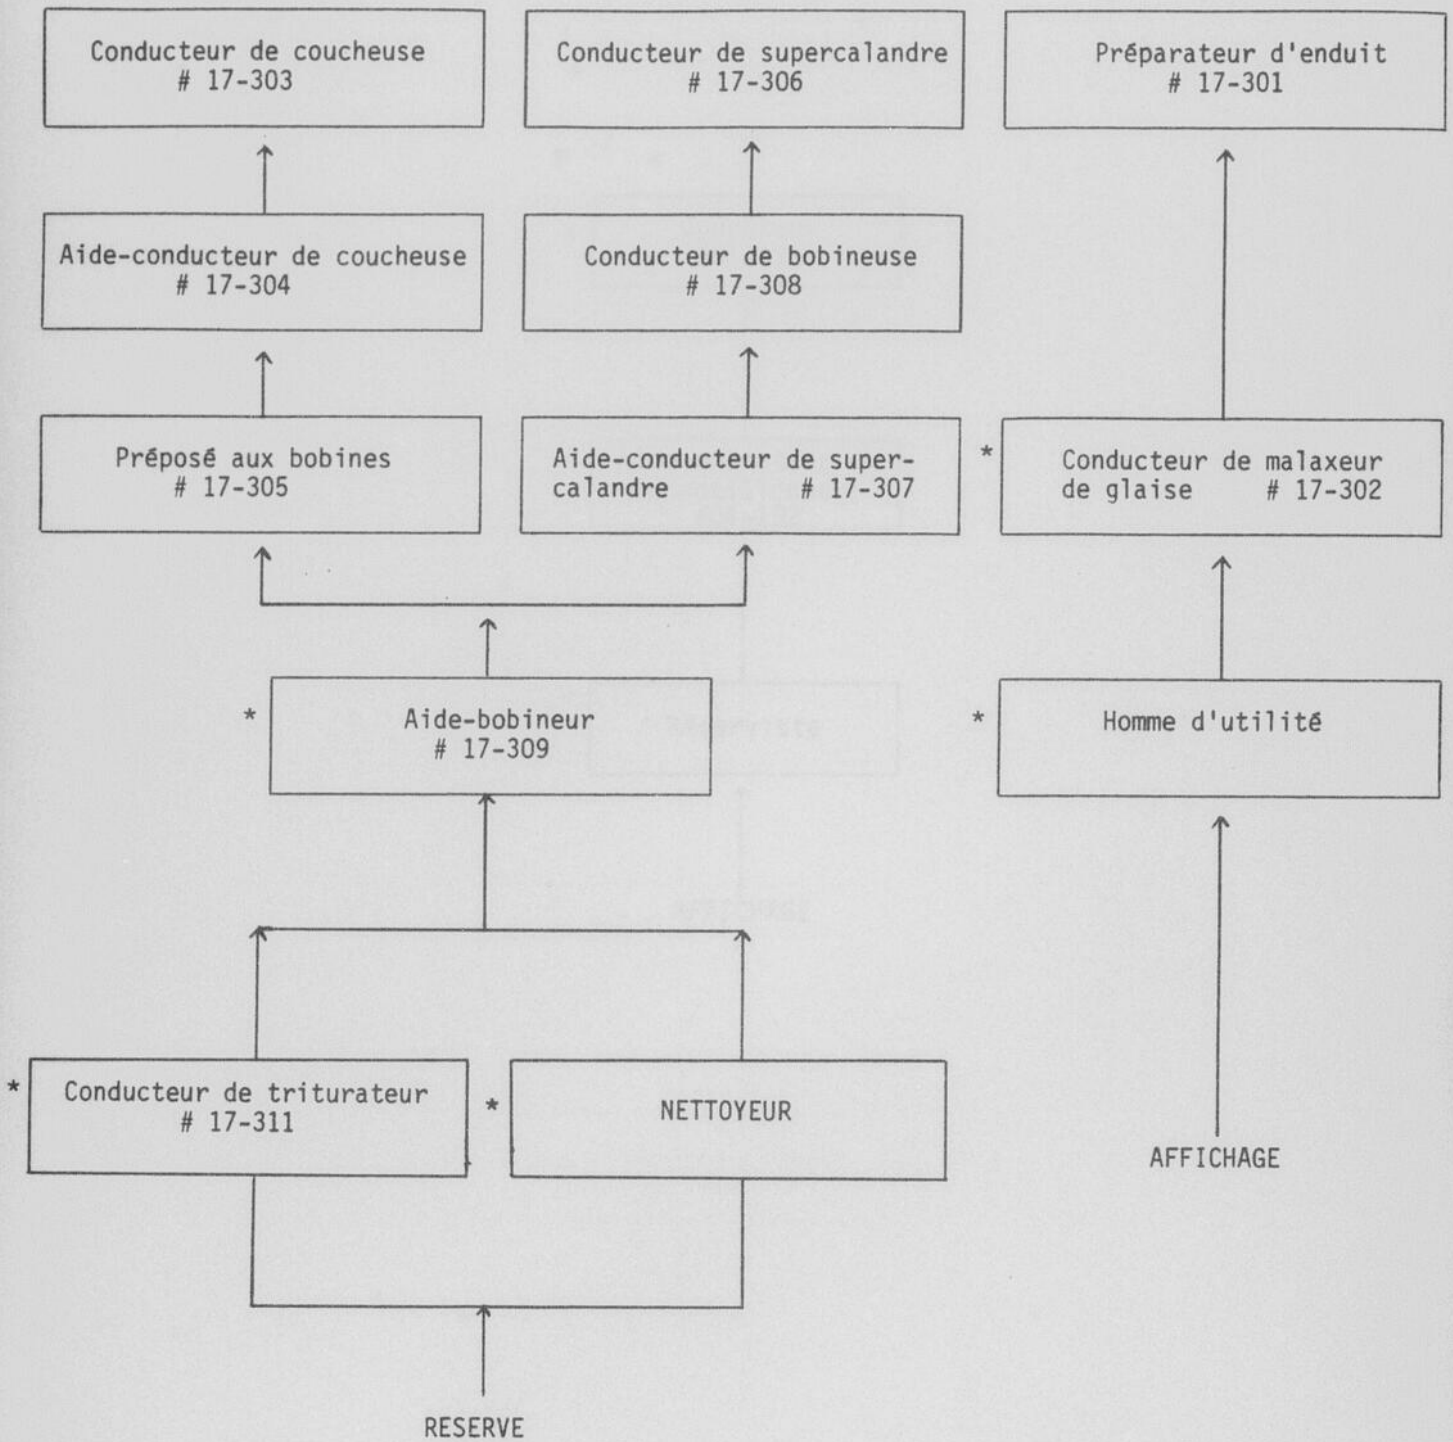 Conducteur de coucheuse
# 17-303
Conducteur de supercalandre
# 17-306
Préparateur d'enduit
# 17-301
Aide-conducteur de coucheuse
# 17-304
Conducteur de bobineuse
# 17-308
Préposé aux bobines
# 17-305
Aide-conducteur de super-
calandre # 17-307
*
Conducteur de malaxeur
de glaise # 17-302
*
Aide-bobineur
# 17-309
*
Homme d'utilité
*
Conducteur de triturateur
# 17-311
*
NETTOYEUR
AFFICHAGE
RESERVE